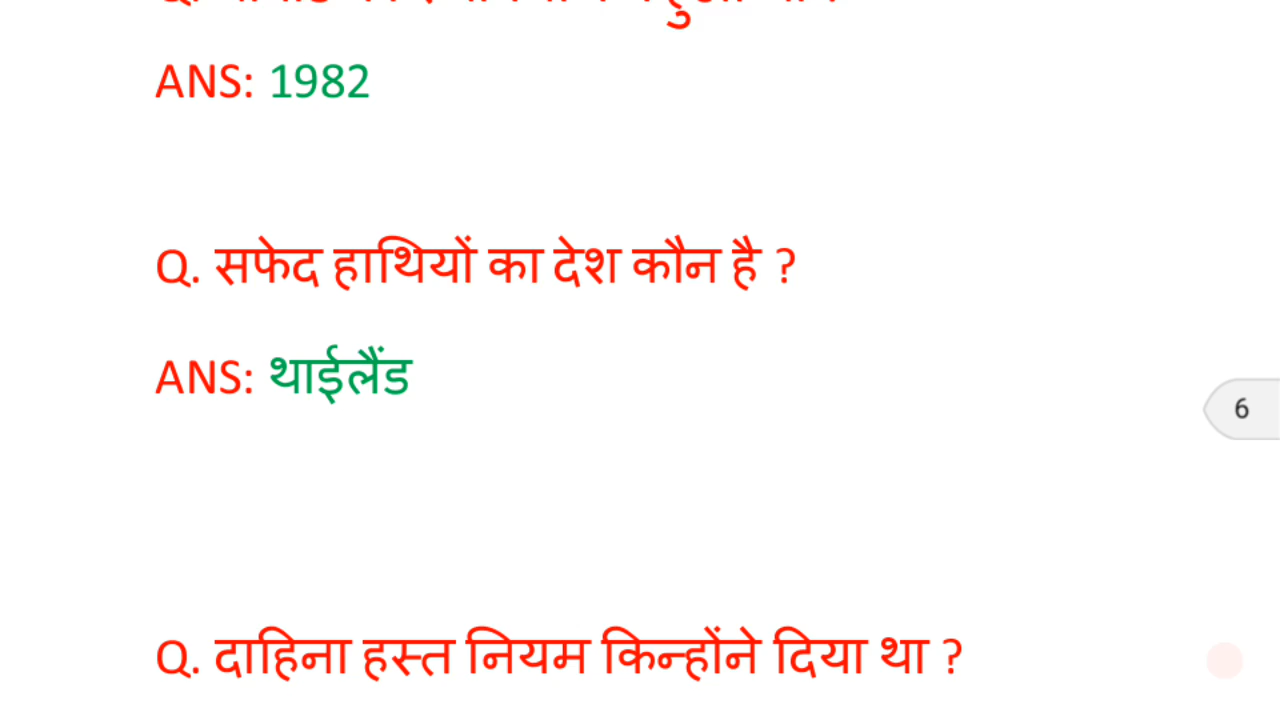 ANS: 1982
Q. सफेद हाथियों का देश कौन है ?
ANS: थाईलैंड
6
Q. दाहिना हस्त नियम किन्होंने दिया था ?